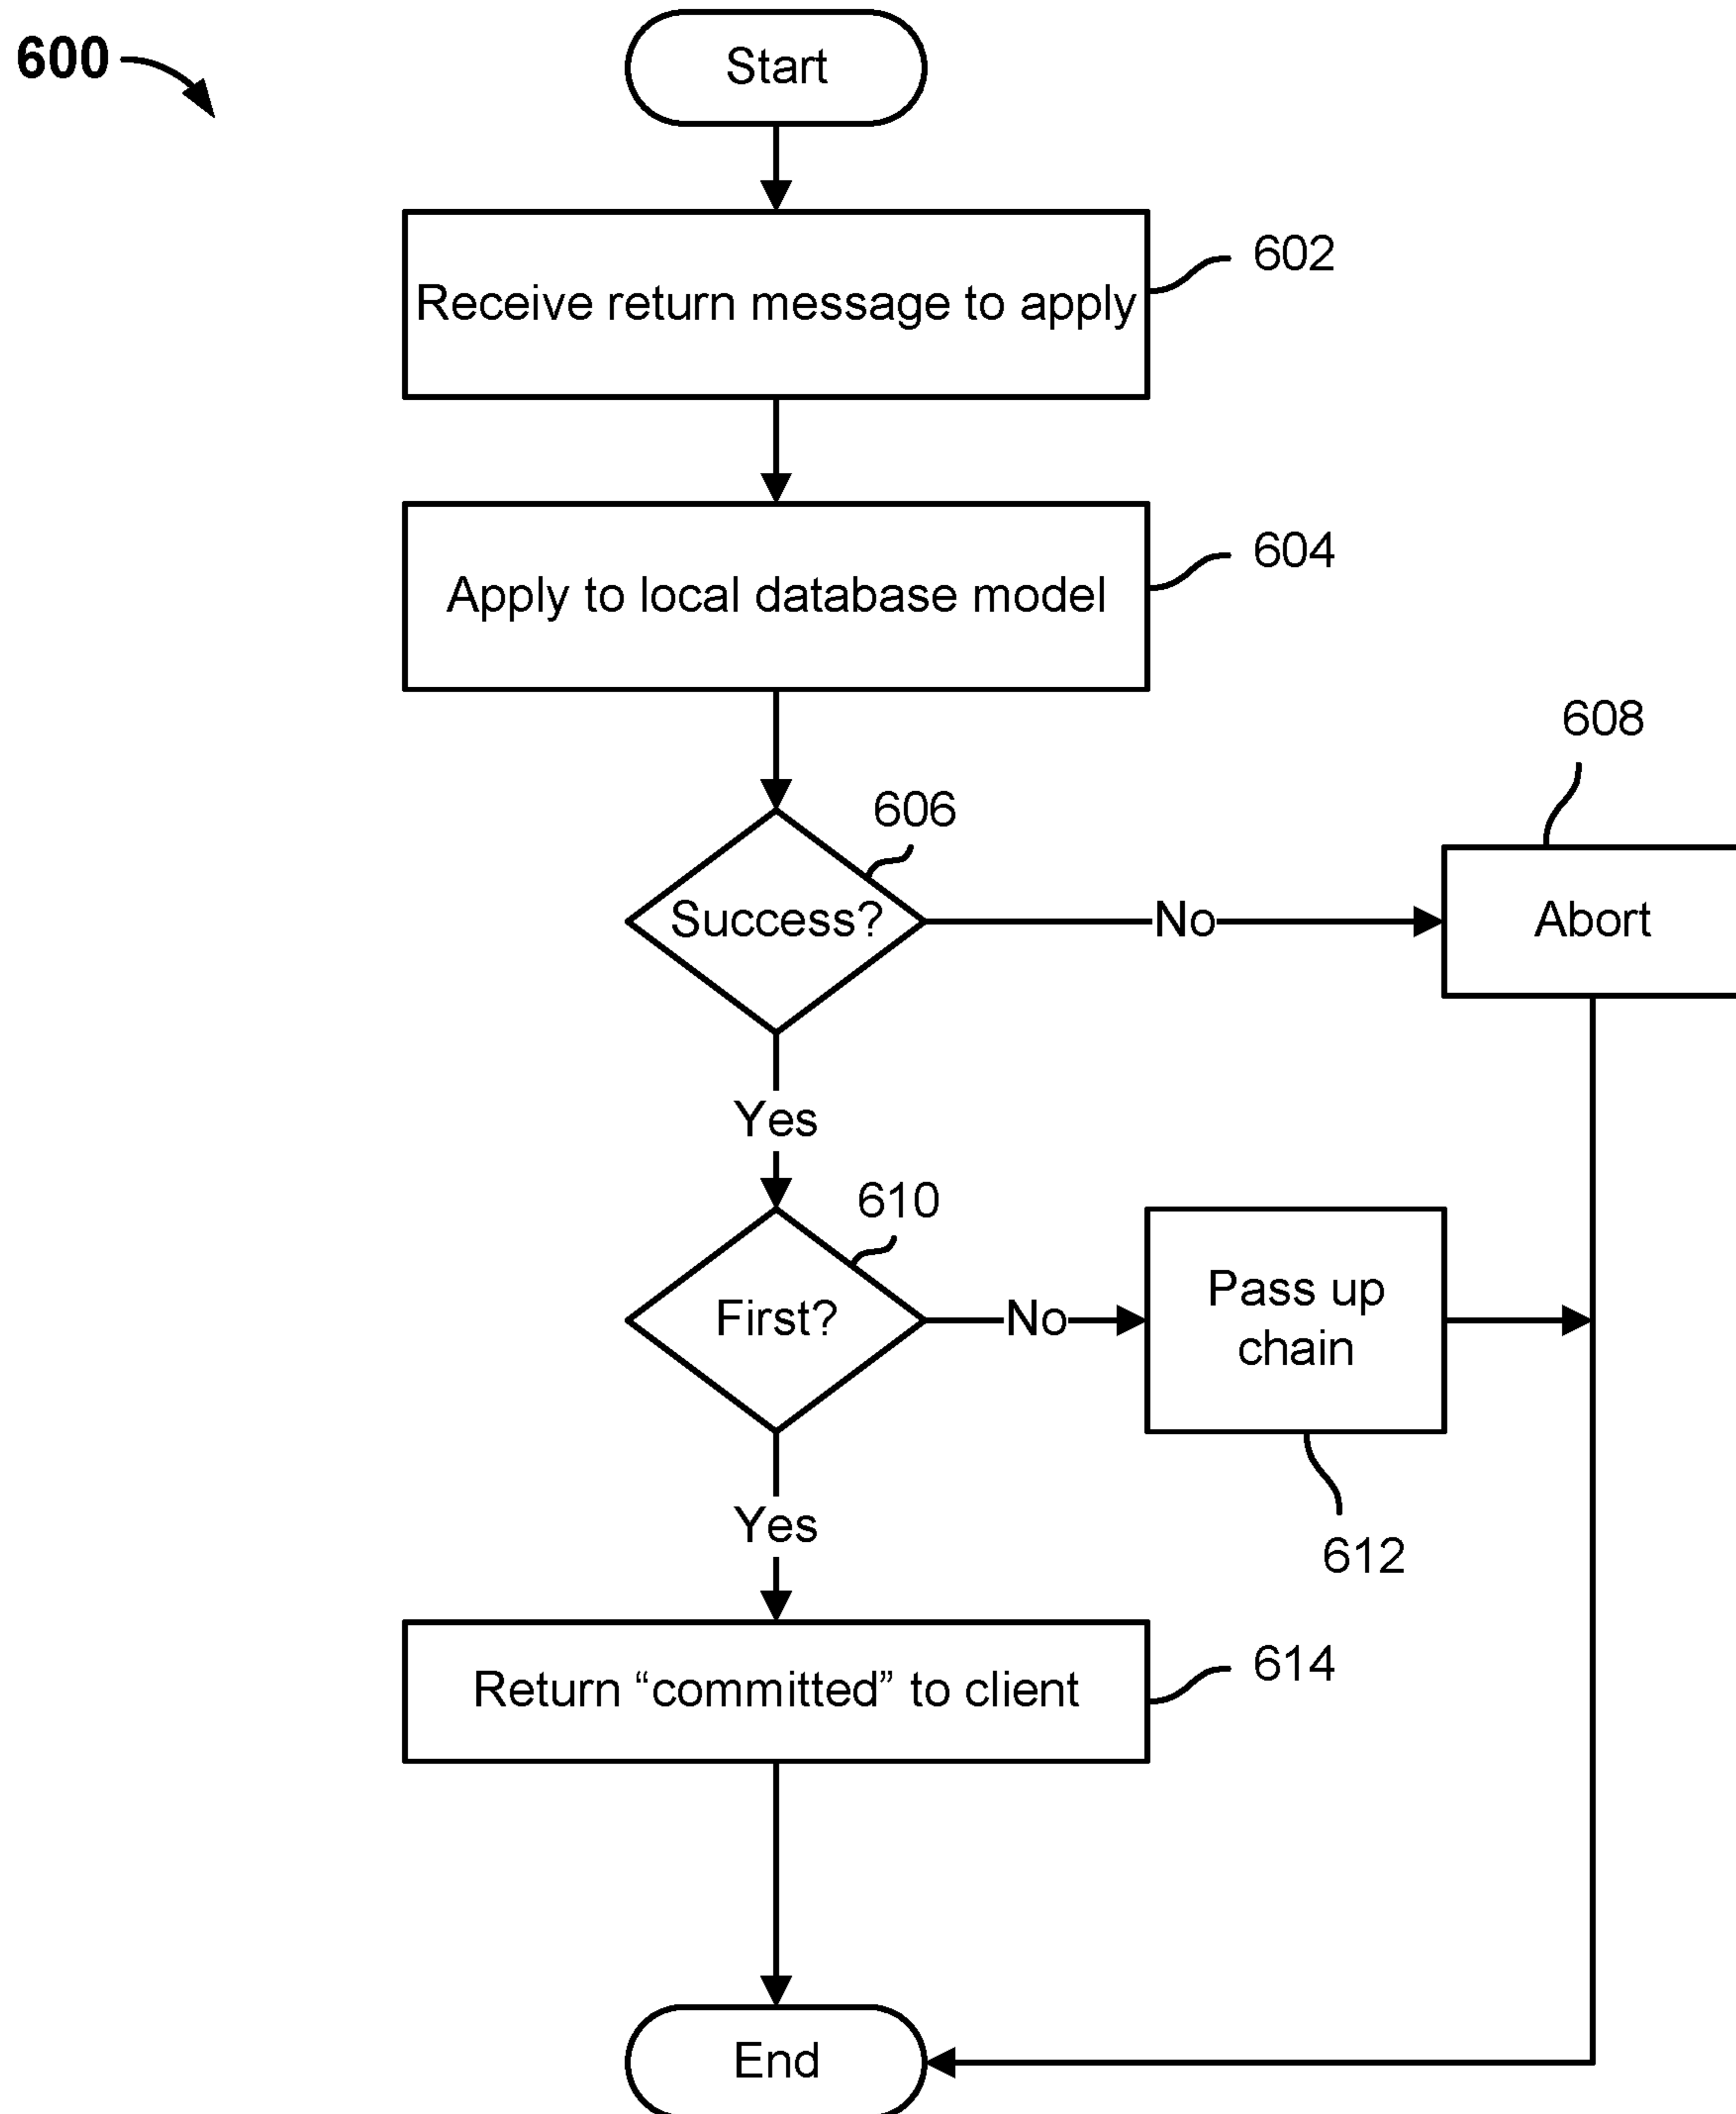 600
Start
602
Receive return message to apply
604
Apply to local database model
608
606
Success?
No
Abort
Yes
610
First?
No
Pass up
chain
Yes
612
614
Return “committed” to client
End